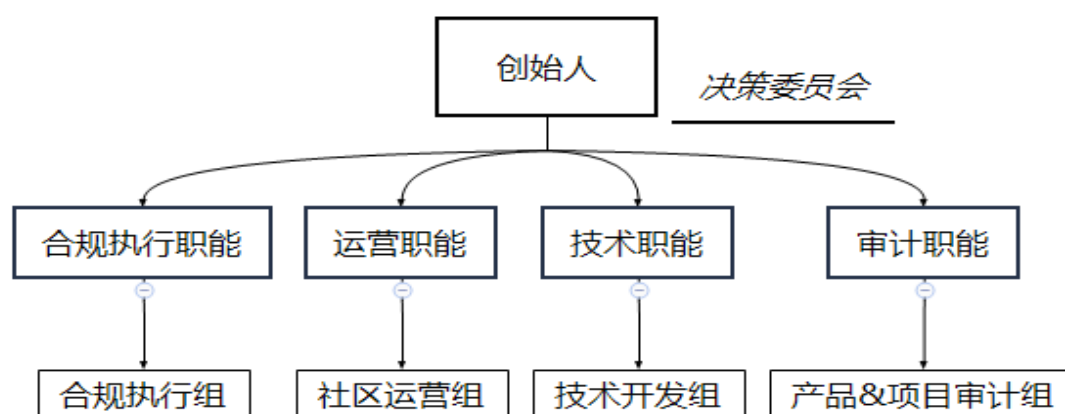 创始人
决策委员会
合规执行职能
运营职能
技术职能
审计职能
合规执行组
社区运营组
技术开发组
产品&项目审计组